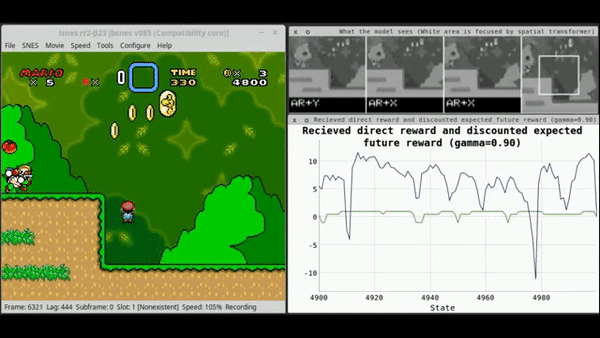 lsnes rr2-β23 [bsnes v085 (Compatibility core)]
File SNES Movie Speed Tools Configure Help
MARIO TIME
x 5 x 0 330 x 3
4800
Frame: 6321 Lag: 444 Subframe: 0 Slot: 1 [Nonexistent] Speed: 105% Recording
What the model sees (White area is focused by spatial transformer)
AR+Y AR+X AR+X
Recieved direct reward and discounted expected future reward (gamma=0.90)
Recieved direct reward and discounted expected
future reward (gamma=0.90)
10
5
0
-5
-10
4900 4920 4940 4960 4980
State